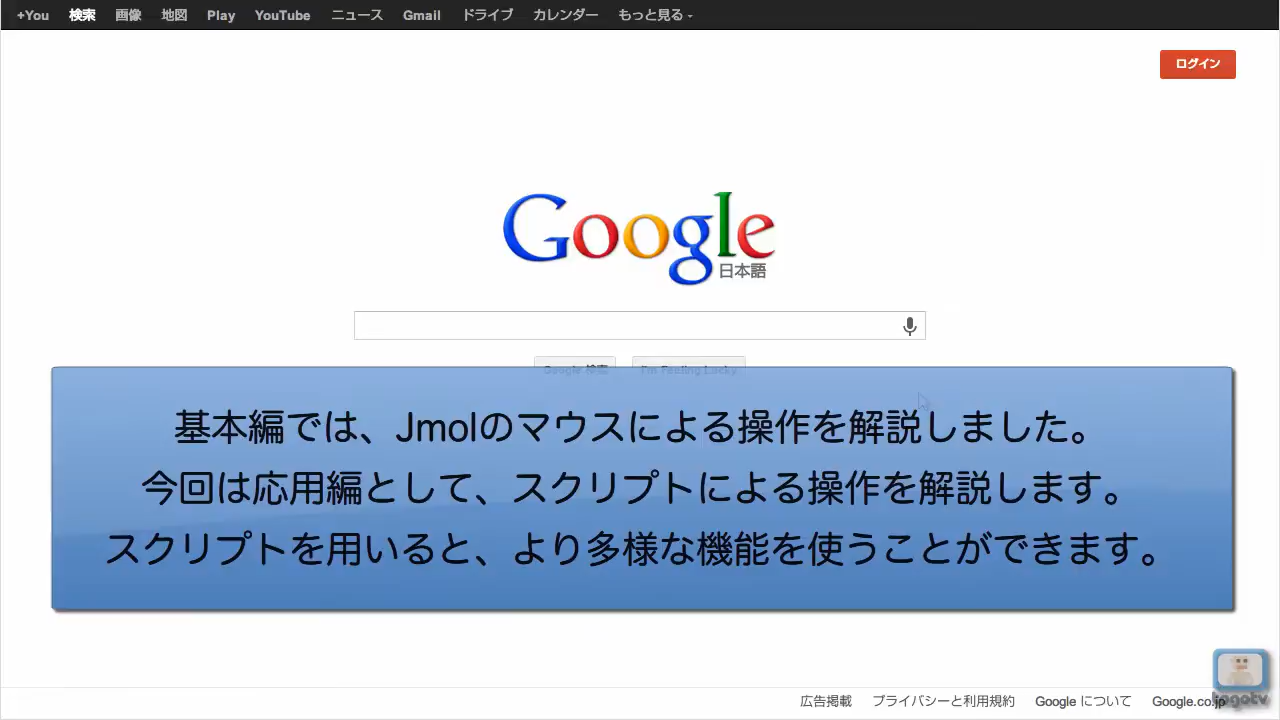 +You 検索 画像 地図 Play YouTube ニュース Gmail ドライブ カレンダー もっと見る
ログイン
Google
日本語
Google 検索 I'm Feeling Lucky
基本編では、Jmolのマウスによる操作を解説しました。
今回は応用編として、スクリプトによる操作を解説します。
スクリプトを用いると、より多様な機能を使うことができます。
広告掲載 プライバシーと利用規約 Google について Google.co.jp
togotv